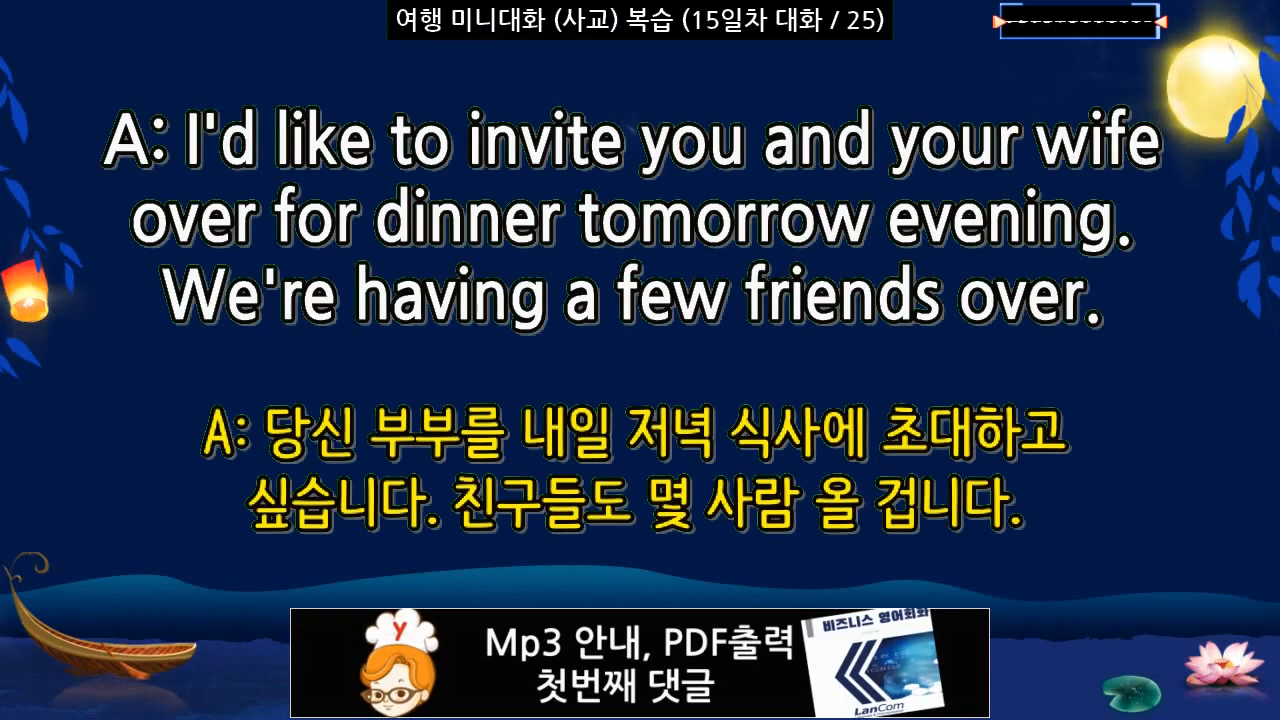 여행 미니대화 (사교) 복습 (15일차 대화 / 25)
A: I'd like to invite you and your wife
over for dinner tomorrow evening.
We're having a few friends over.
A: 당신 부부를 내일 저녁 식사에 초대하고
싶습니다. 친구들도 몇 사람 올 겁니다.
Y
Mp3 안내, PDF출력
첫번째 댓글
비즈니스 영어회화
LanCom